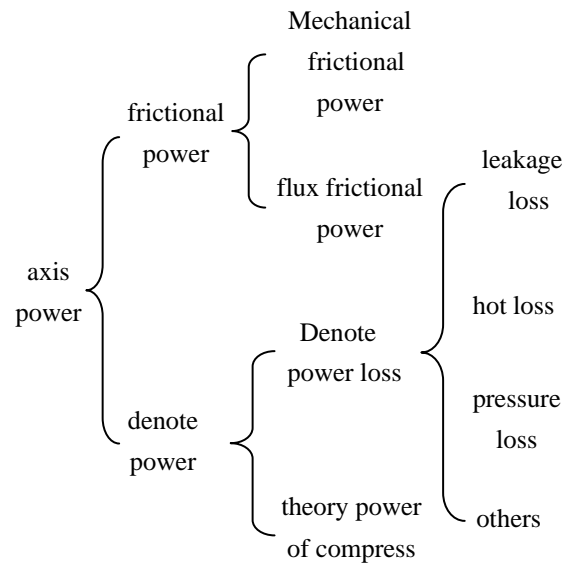 Mechanical
frictional
power
frictional
power
leakage
loss
flux frictional
power
axis
power
hot loss
Denote
power loss
pressure
loss
denote
power
theory power
of compress
others